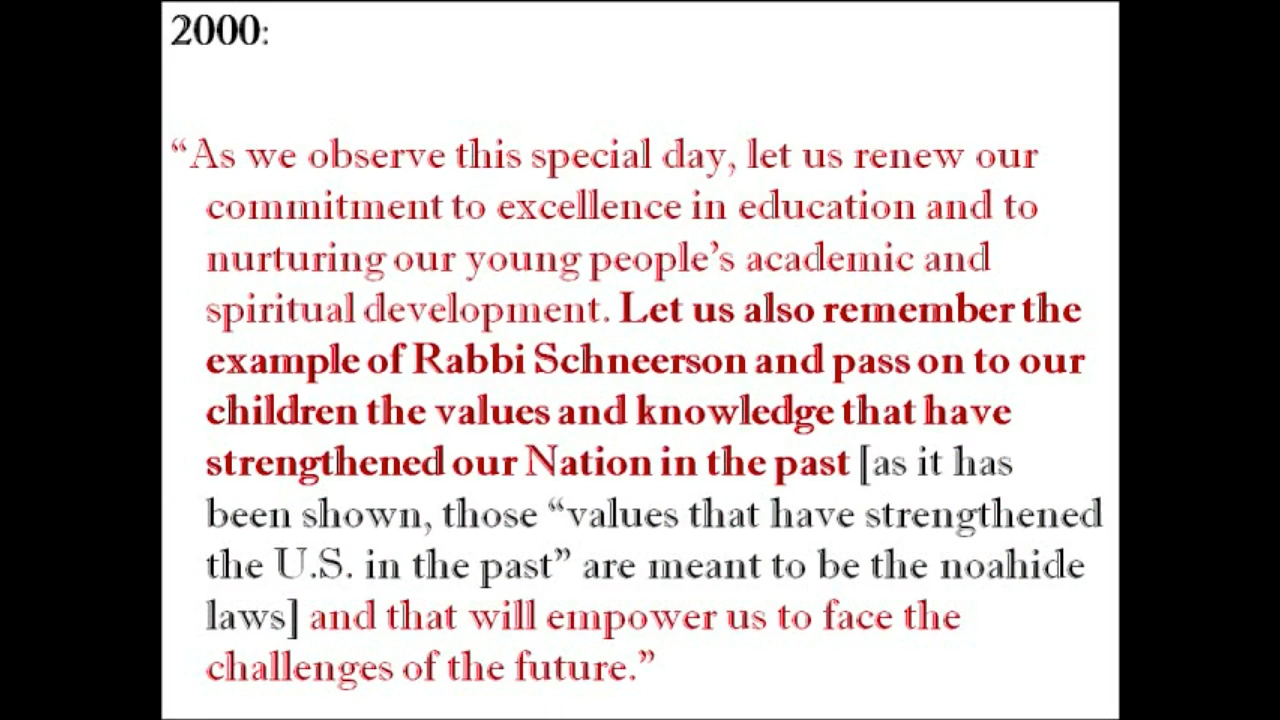 2000:
“As we observe this special day, let us renew our
commitment to excellence in education and to
nurturing our young people’s academic and
spiritual development. Let us also remember the
example of Rabbi Schneerson and pass on to our
children the values and knowledge that have
strengthened our Nation in the past [as it has
been shown, those “values that have strengthened
the U.S. in the past” are meant to be the noahide
laws] and that will empower us to face the
challenges of the future.”